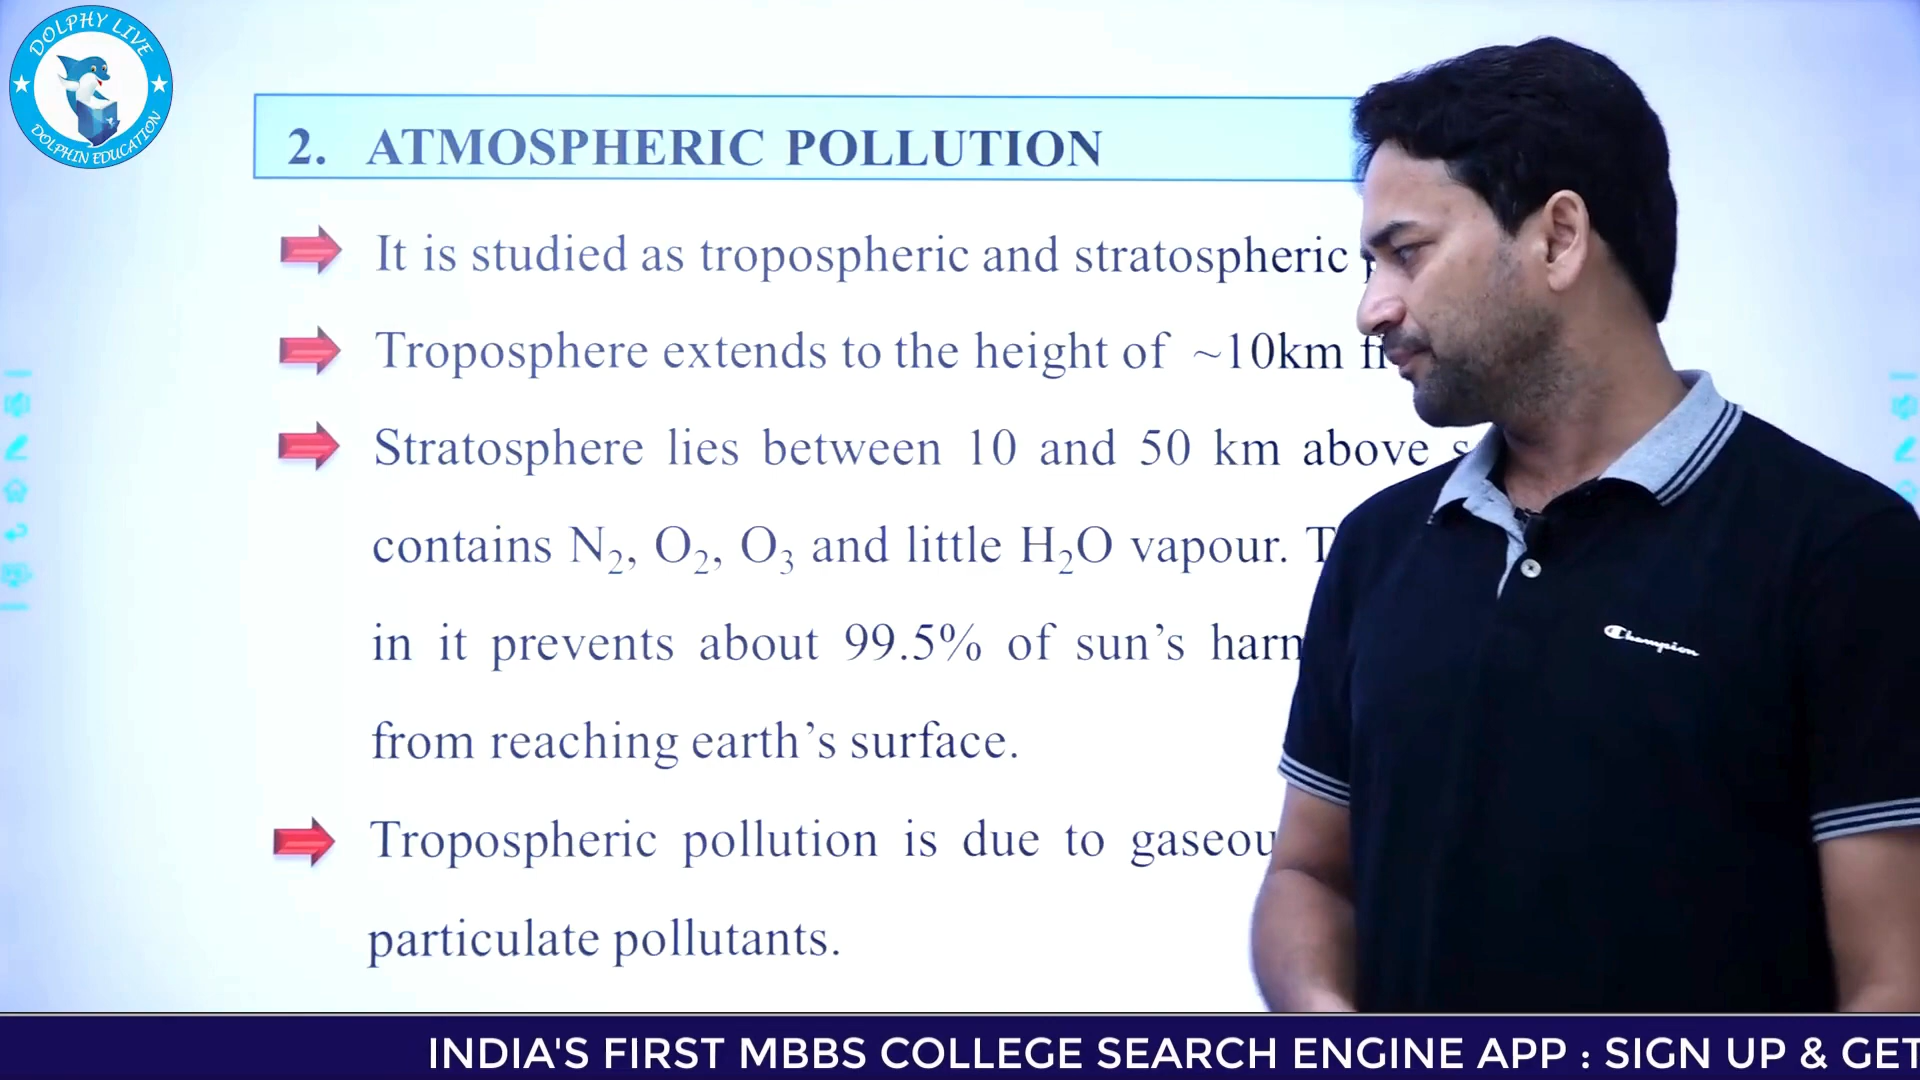 DOLPHY LIVE
DOLPHIN EDUCATION
2. ATMOSPHERIC POLLUTION
It is studied as tropospheric and stratospheric
Troposphere extends to the height of ~10km
Stratosphere lies between 10 and 50 km above
contains N₂, O₂, O₃ and little H₂O vapour.
in it prevents about 99.5% of sun’s
from reaching earth’s surface.
Tropospheric pollution is due to
particulate pollutants.
Champion
INDIA'S FIRST MBBS COLLEGE SEARCH ENGINE APP : SIGN UP & GET